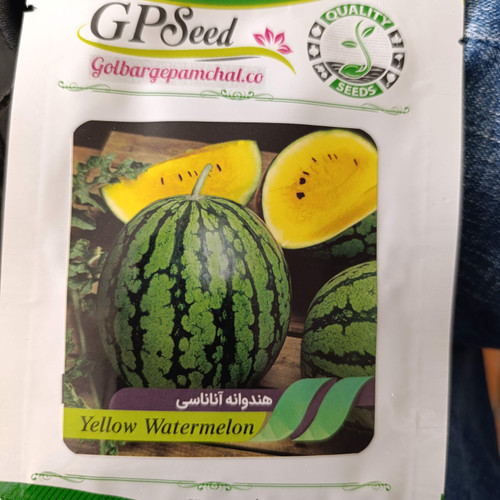 GPSeed
Golbargepamchal.co
QUALITY
SEEDS
هندوانه آناناسی
Yellow Watermelon